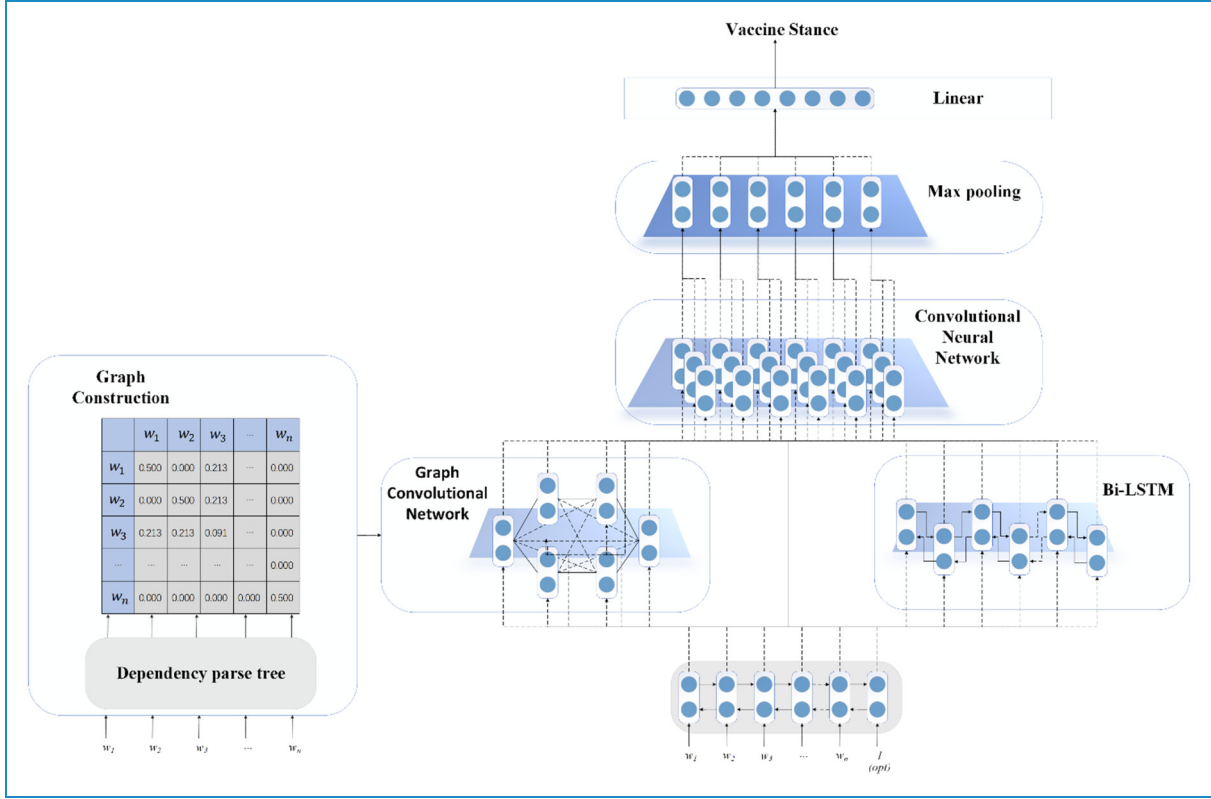 Vaccine Stance
Linear
Max pooling
Convolutional
Neural
Network
Graph
Construction
w1 w2 w3 ... wn
w1 0.500 0.000 0.213 ... 0.000
w2 0.000 0.500 0.213 ... 0.000
w3 0.213 0.213 0.091 ... 0.000
... ... ... ... ... 0.000
wn 0.000 0.000 0.000 0.000 0.500
Dependency parse tree
w1 w2 w3 ... wn
Graph
Convolutional
Network
Bi-LSTM
w1 w2 w3 ... wn I
(opt)